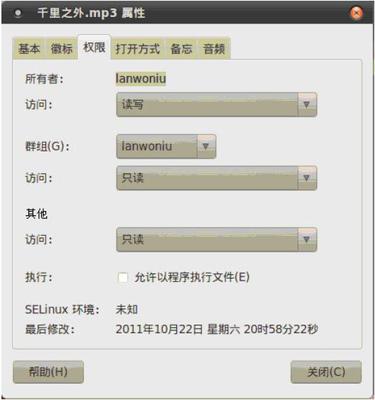 千里之外.mp3 属性
基本 徽标 权限 打开方式 备忘 音频
所有者: lanwoniu
访问: 读写
群组(G): lanwoniu
访问: 只读
其他
访问: 只读
执行: 允许以程序执行文件(E)
SELinux 环境: 未知
最后修改: 2011年10月22日 星期六 20时58分22秒
帮助(H) 关闭(C)